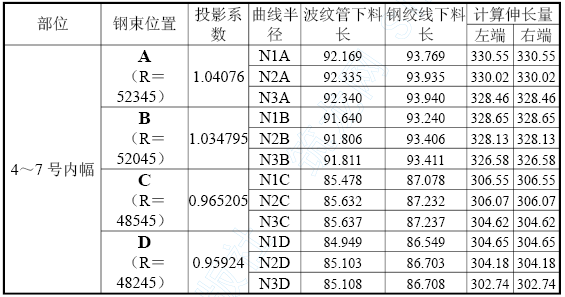 部位 钢束位置 投影系数 曲线半径 波纹管下料长 钢绞线下料长 计算伸长量
左端 右端
4～7号内幅
A（R＝52345） 1.04076 N1A 92.169 93.769 330.55 330.55
N2A 92.335 93.935 330.02 330.02
N3A 92.340 93.940 328.46 328.46
B（R＝52045） 1.034795 N1B 91.640 93.240 328.65 328.65
N2B 91.806 93.406 328.13 328.13
N3B 91.811 93.411 326.58 326.58
C（R＝48545） 0.965205 N1C 85.478 87.078 306.55 306.55
N2C 85.632 87.232 306.07 306.07
N3C 85.637 87.237 304.62 304.62
D（R＝48245） 0.95924 N1D 84.949 86.549 304.65 304.65
N2D 85.103 86.703 304.18 304.18
N3D 85.108 86.708 302.74 302.74